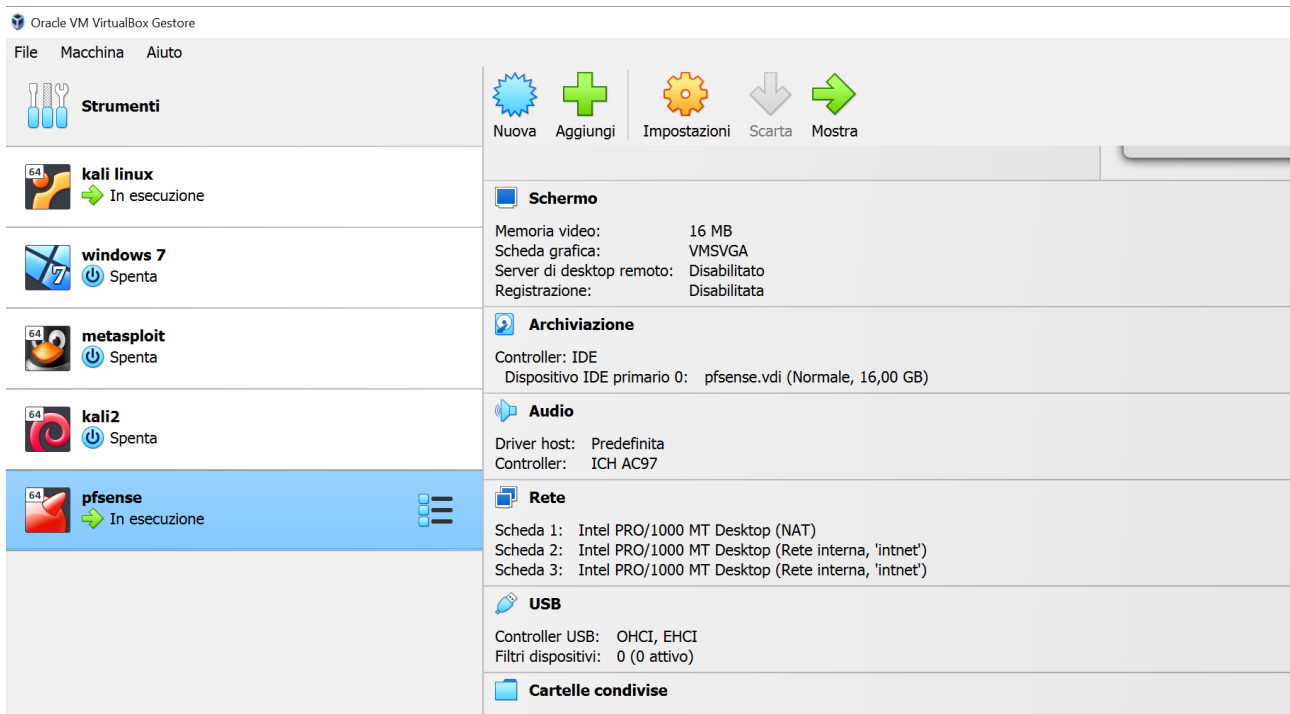 Oracle VM VirtualBox Gestore
File Macchina Aiuto
Strumenti
Nuova Aggiungi Impostazioni Scarta Mostra
64
kali linux
In esecuzione
7
windows 7
Spenta
64
metasploit
Spenta
64
kali2
Spenta
64
pfsense
In esecuzione
Schermo
Memoria video: 16 MB
Scheda grafica: VMSVGA
Server di desktop remoto: Disabilitato
Registrazione: Disabilitata
Archiviazione
Controller: IDE
Dispositivo IDE primario 0: pfsense.vdi (Normale, 16,00 GB)
Audio
Driver host: Predefinita
Controller: ICH AC97
Rete
Scheda 1: Intel PRO/1000 MT Desktop (NAT)
Scheda 2: Intel PRO/1000 MT Desktop (Rete interna, 'intnet')
Scheda 3: Intel PRO/1000 MT Desktop (Rete interna, 'intnet')
USB
Controller USB: OHCI, EHCI
Filtri dispositivi: 0 (0 attivo)
Cartelle condivise